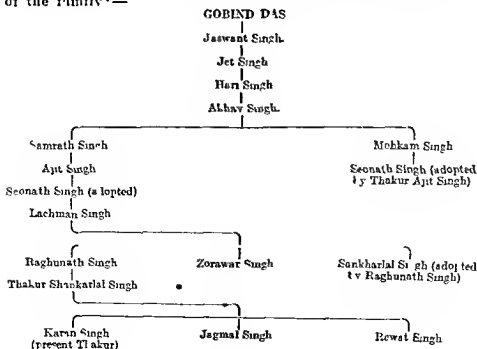 of the Family—
GOBIND DAS
Jaswant Singh.
Jet Singh
Hari Singh
Akhay Singh.
Samrath Singh
Mohkam Singh
Ajit Singh
Seonath Singh (adopted
by Thakur Ajit Singh)
Seonath Singh (adopted)
Lachman Singh
Raghunath Singh
Zorawar Singh
Sankharlal Singh (adopted
by Raghunath Singh)
Thakur Shankarlal Singh
Karan Singh
(present Thakur)
Jagmal Singh
Rewat Singh